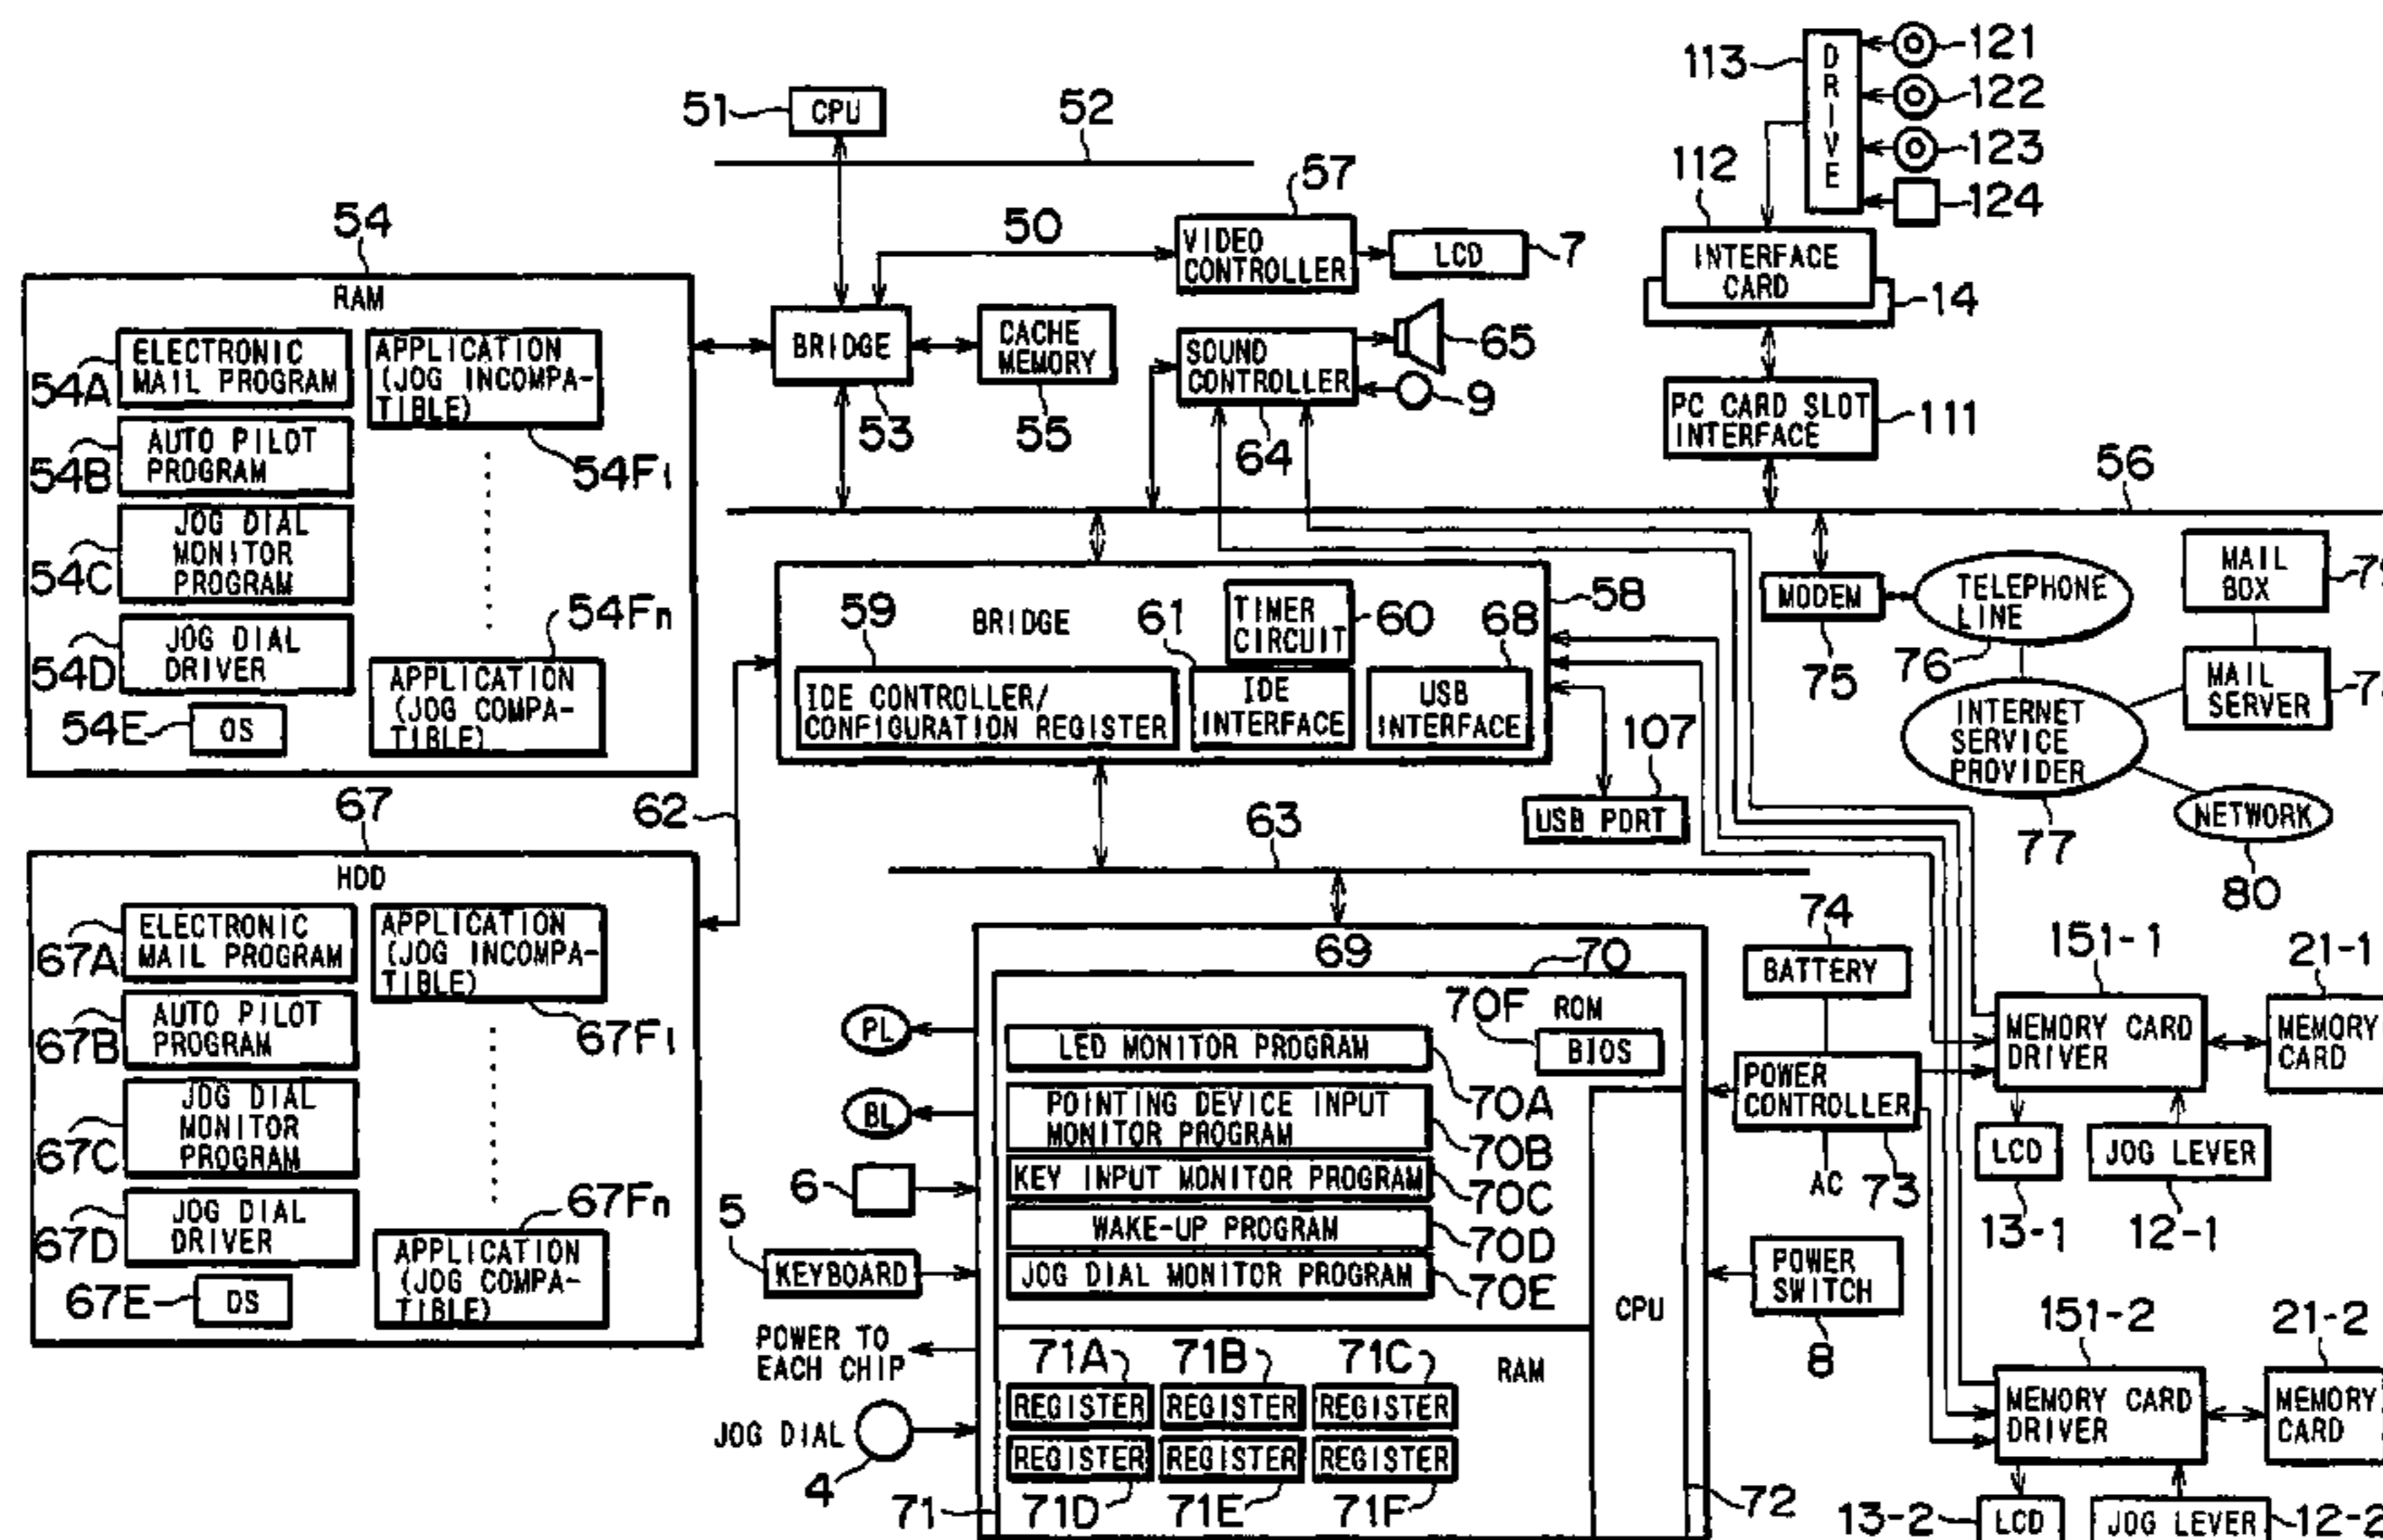 113
DRIVE
121
122
123
124
51
CPU
52
112
INTERFACE
CARD
14
57
50
VIDEO
CONTROLLER
LCD
7
54
RAM
54A
ELECTRONIC
MAIL PROGRAM
APPLICATION
(JOG INCOMPA-
TIBLE)
54F1
54B
AUTO PILOT
PROGRAM
54C
JOG DIAL
MONITOR
PROGRAM
54D
JOG DIAL
DRIVER
54Fn
54E
OS
APPLICATION
(JOG COMPA-
TIBLE)
BRIDGE
53
CACHE
MEMORY
55
SOUND
CONTROLLER
64
65
9
PC CARD SLOT
INTERFACE
111
56
59
BRIDGE
61
TIMER
CIRCUIT
60
58
68
IDE CONTROLLER/
CONFIGURATION REGISTER
IDE
INTERFACE
USB
INTERFACE
107
USB PORT
MODEM
75
TELEPHONE
LINE
76
MAIL
BOX
MAIL
SERVER
INTERNET
SERVICE
PROVIDER
77
NETWORK
80
62
63
67
HDD
67A
ELECTRONIC
MAIL PROGRAM
APPLICATION
(JOG INCOMPA-
TIBLE)
67F1
67B
AUTO PILOT
PROGRAM
67C
JOG DIAL
MONITOR
PROGRAM
67D
JOG DIAL
DRIVER
67Fn
67E
OS
APPLICATION
(JOG COMPA-
TIBLE)
69
70
70F
ROM
BIOS
LED MONITOR PROGRAM
70A
POINTING DEVICE INPUT
MONITOR PROGRAM
70B
KEY INPUT MONITOR PROGRAM
70C
WAKE-UP PROGRAM
70D
JOG DIAL MONITOR PROGRAM
70E
CPU
72
PL
BL
6
5
KEYBOARD
POWER TO
EACH CHIP
JOG DIAL
4
71
71A
71B
71C
RAM
REGISTER
REGISTER
REGISTER
REGISTER
REGISTER
REGISTER
71D
71E
71F
74
BATTERY
POWER
CONTROLLER
AC
73
POWER
SWITCH
8
151-1
MEMORY CARD
DRIVER
21-1
MEMORY
CARD
LCD
13-1
JOG LEVER
12-1
151-2
MEMORY CARD
DRIVER
21-2
MEMORY
CARD
13-2
LCD
JOG LEVER
12-2